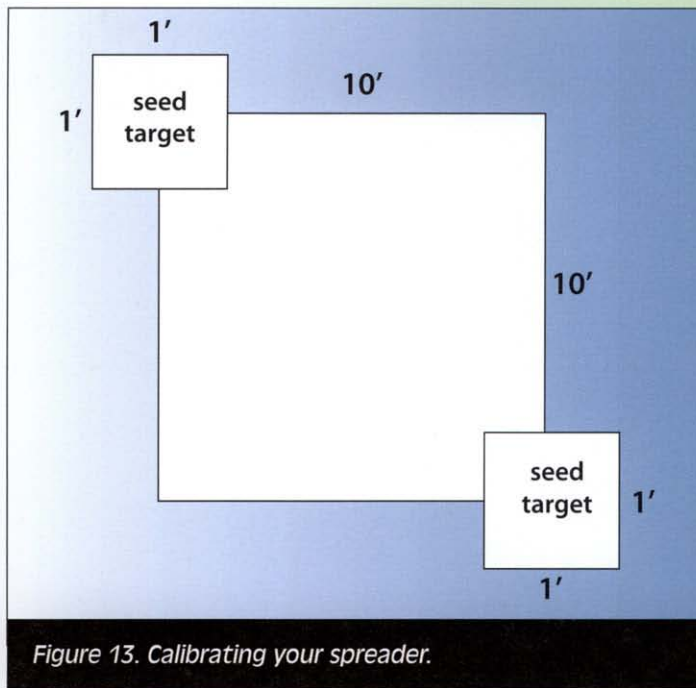 1'
1'
seed
target
10'
10'
seed
target
1'
1'
Figure 13. Calibrating your spreader.